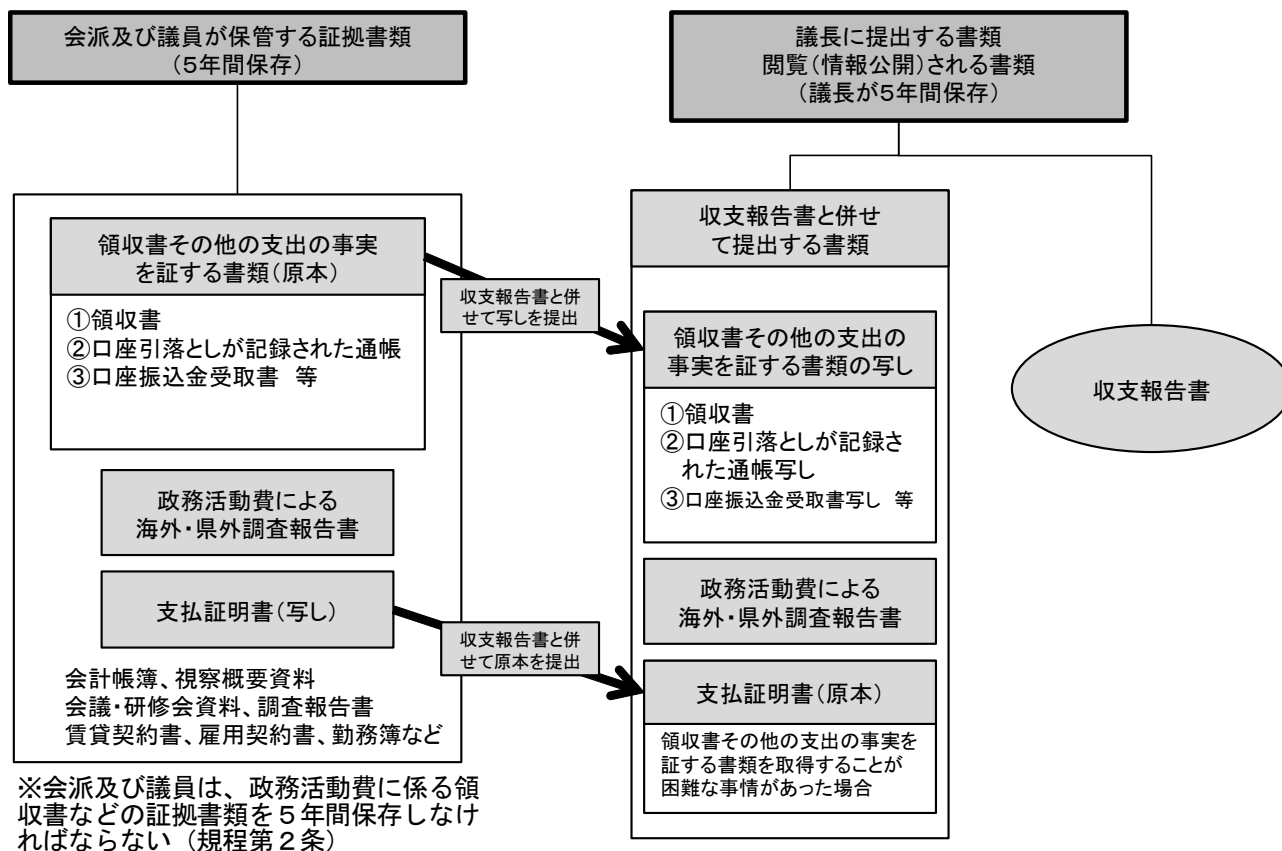 会派及び議員が保管する証拠書類
(5年間保存)
議長に提出する書類
閲覧(情報公開)される書類
(議長が5年間保存)
領収書その他の支出の事実
を証する書類(原本)
①領収書
②口座引落としが記録された通帳
③口座振込金受取書 等
収支報告書と併
せて写しを提出
政務活動費による
海外・県外調査報告書
支払証明書(写し)
収支報告書と併
せて原本を提出
会計帳簿、視察概要資料
会議・研修会資料、調査報告書
賃貸契約書、雇用契約書、勤務簿など
※会派及び議員は、政務活動費に係る領
収書などの証拠書類を5年間保存しなけ
ればならない(規程第2条)
収支報告書と併せ
て提出する書類
領収書その他の支出の
事実を証する書類の写し
①領収書
②口座引落としが記録さ
れた通帳写し
③口座振込金受取書写し 等
政務活動費による
海外・県外調査報告書
支払証明書(原本)
領収書その他の支出の事実を
証する書類を取得することが
困難な事情があった場合
収支報告書